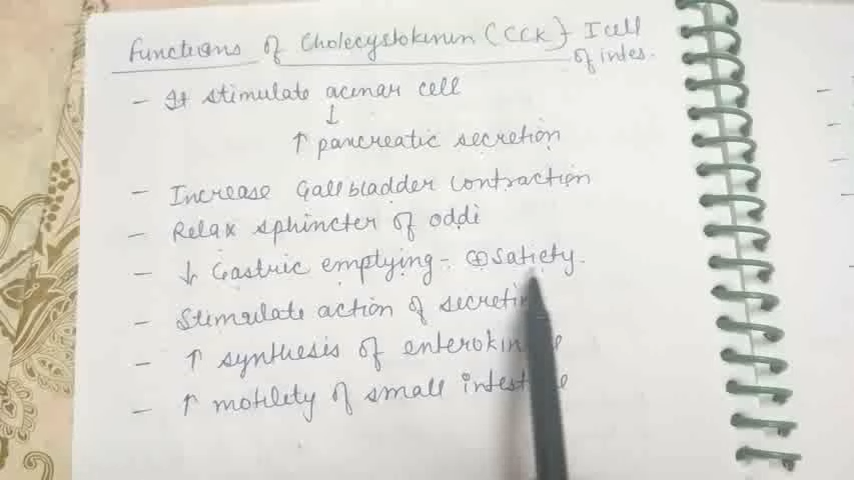 Functions of Cholecystokinin (CCK) - I cell
of intes.
- It stimulate acinar cell
↓
↑ pancreatic secretion
- Increase Gallbladder contraction
- Relax sphincter of oddi
- ↓ Gastric emptying - ⊕ satiety.
- Stimulate action of
- ↑ synthesis of
- ↑ motility of small